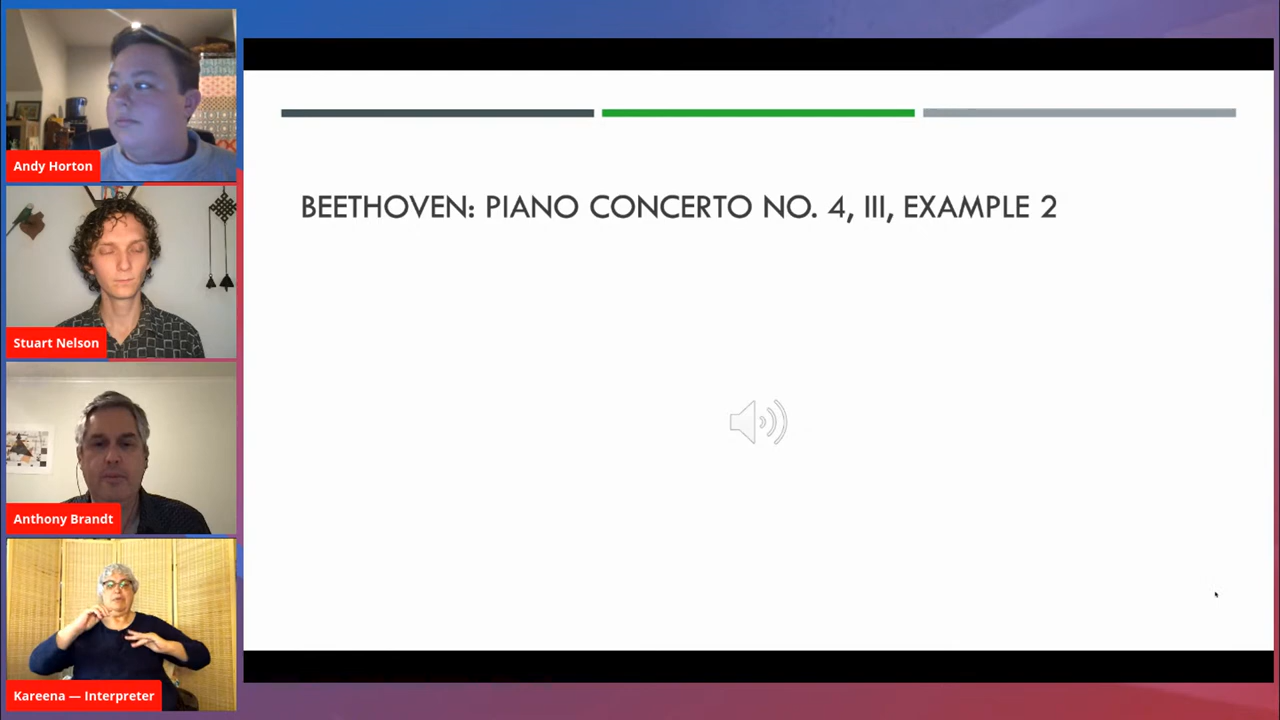 Andy Horton
Stuart Nelson
Anthony Brandt
Kareena — Interpreter
BEETHOVEN: PIANO CONCERTO NO. 4, III, EXAMPLE 2